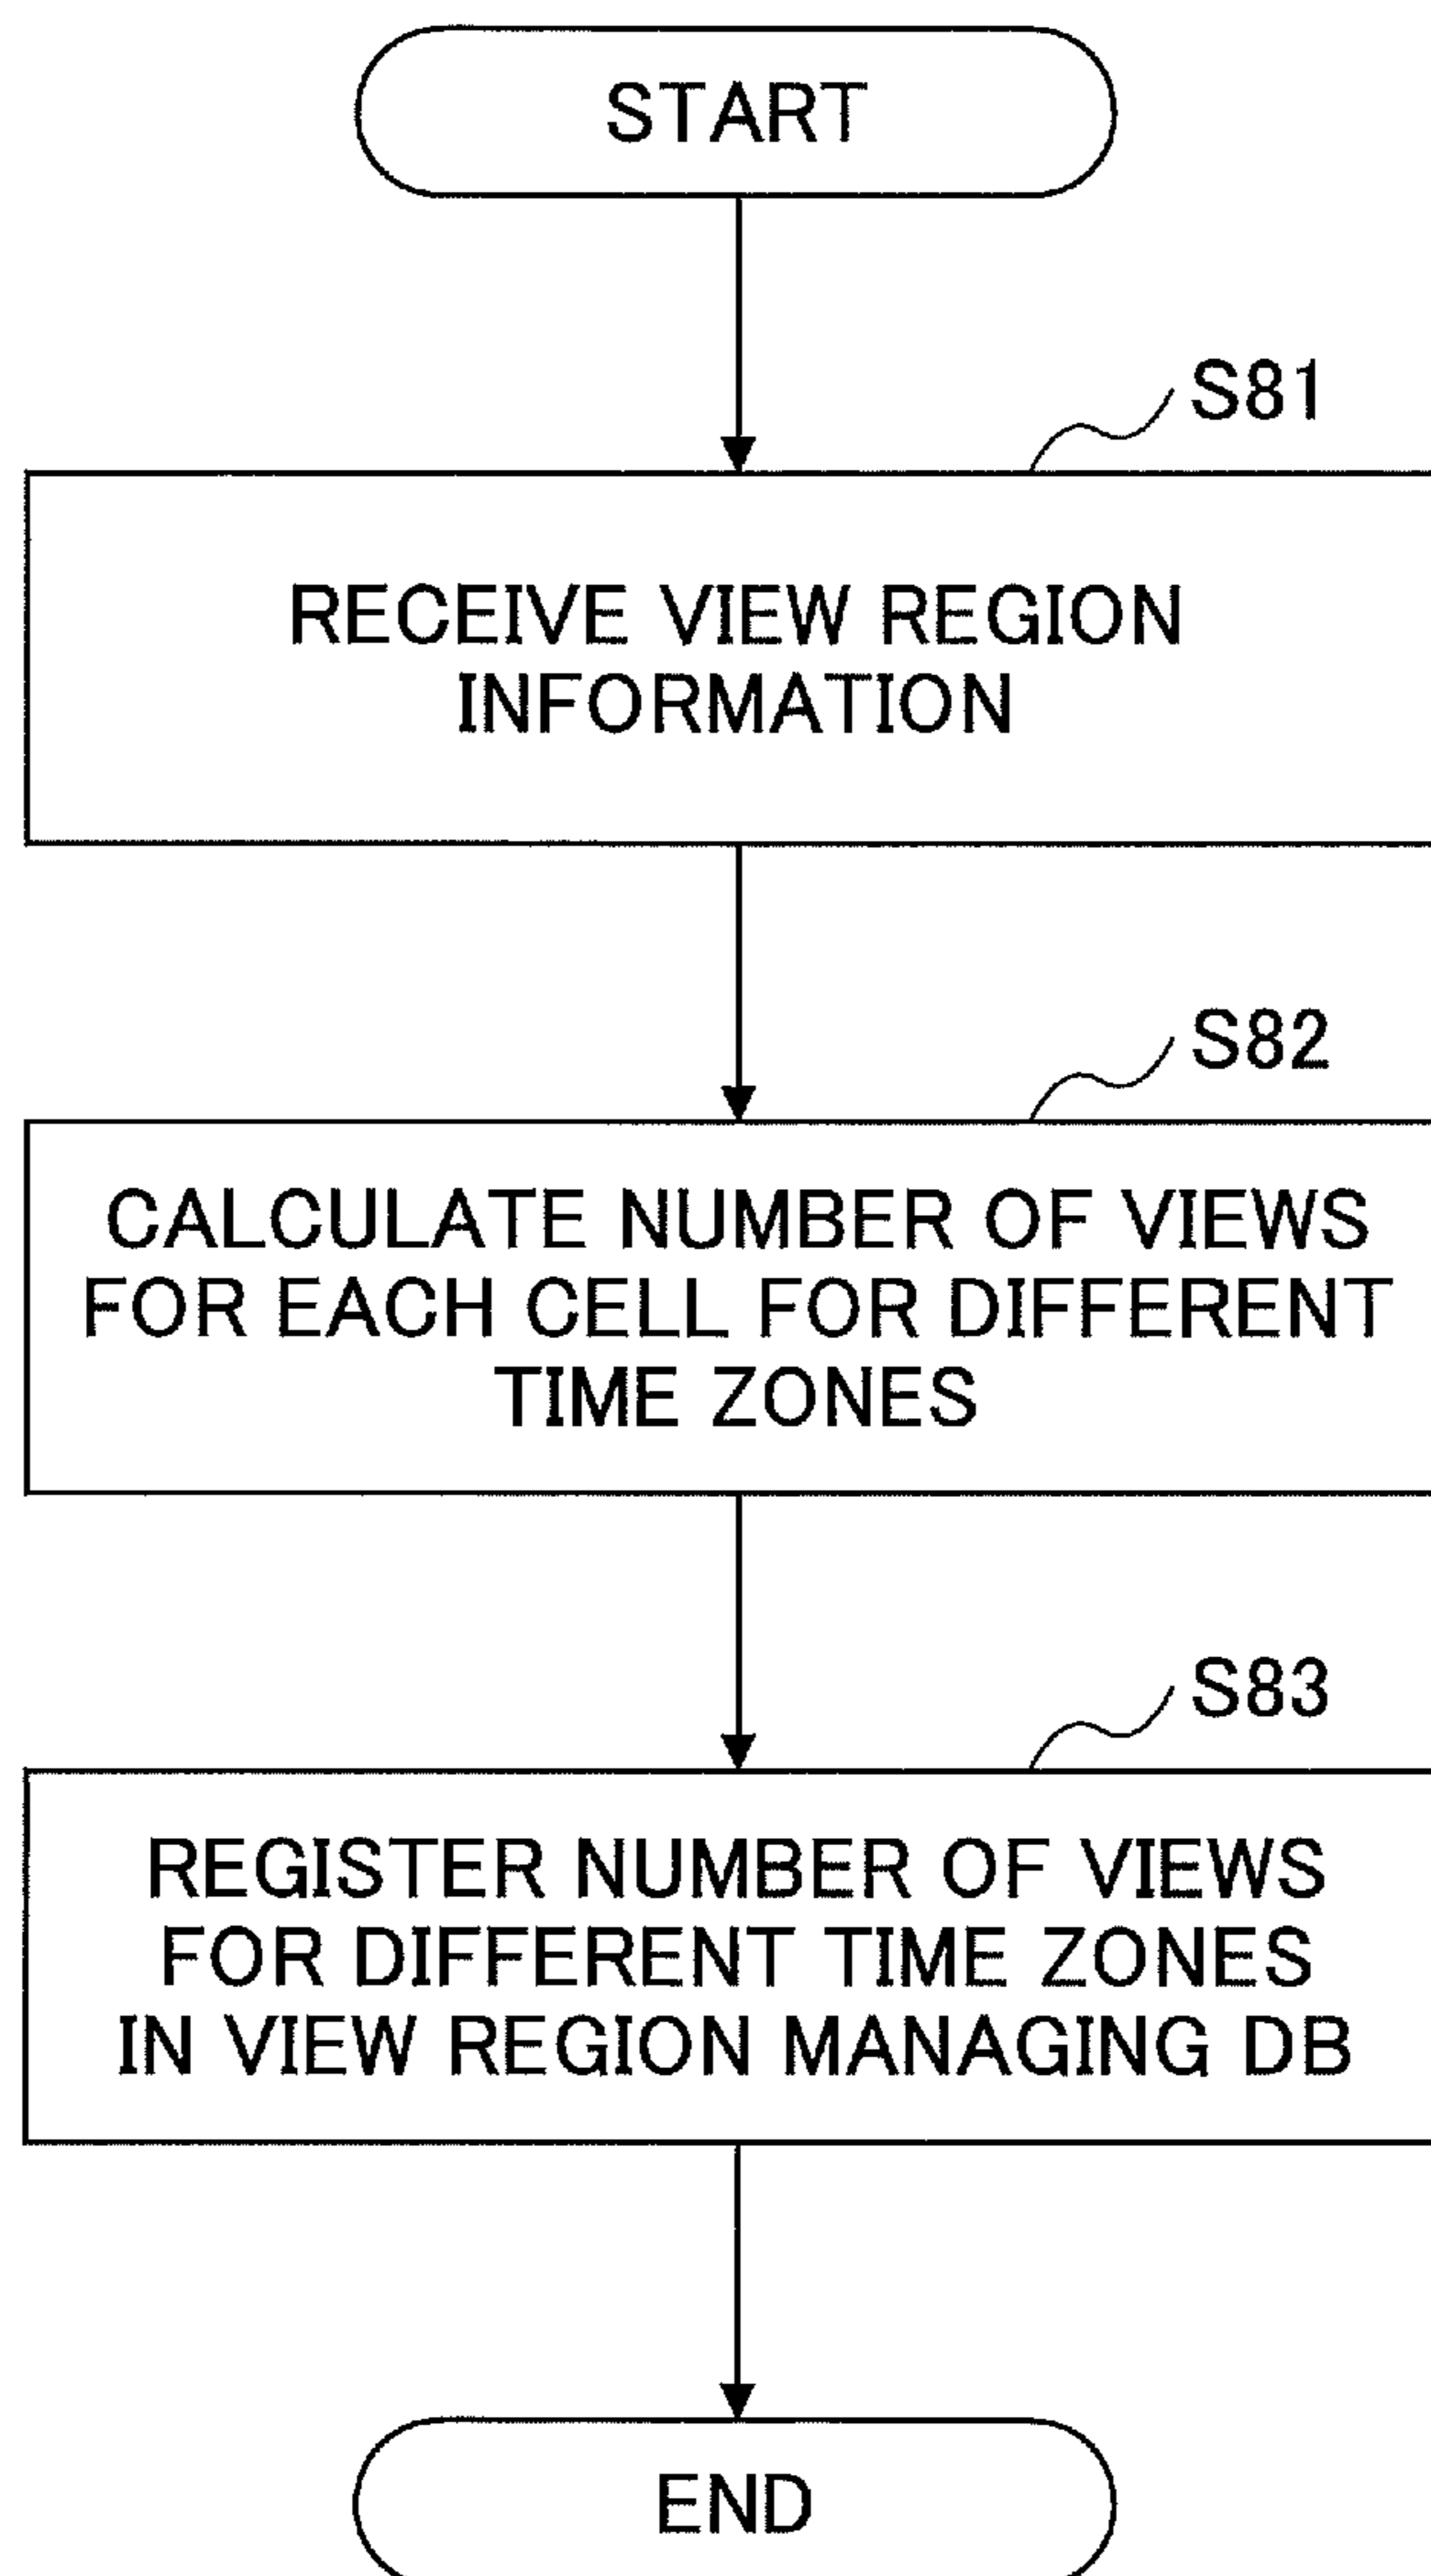 START
S81
RECEIVE VIEW REGION
INFORMATION
S82
CALCULATE NUMBER OF VIEWS
FOR EACH CELL FOR DIFFERENT
TIME ZONES
S83
REGISTER NUMBER OF VIEWS
FOR DIFFERENT TIME ZONES
IN VIEW REGION MANAGING DB
END